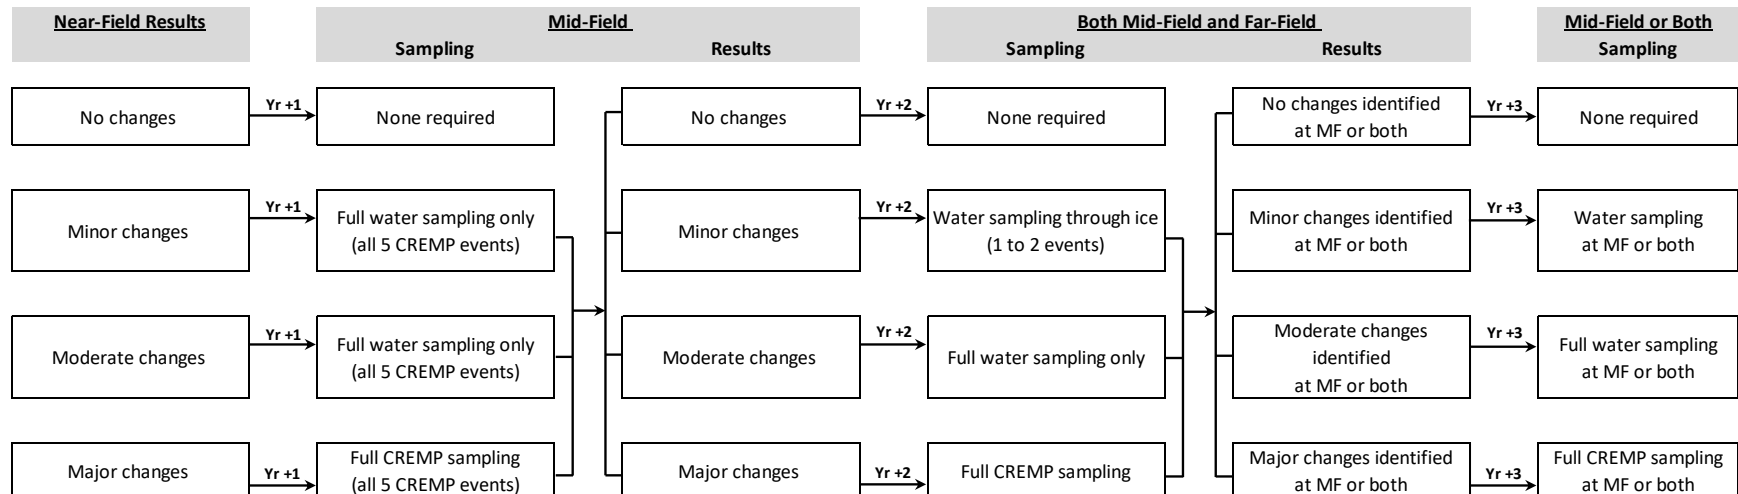 Near-Field Results
Mid-Field
Both Mid-Field and Far-Field
Mid-Field or Both
Sampling
Results
Sampling
Results
Sampling
No changes
Yr +1
None required
No changes
Yr +2
None required
No changes identified
at MF or both
Yr +3
None required
Minor changes
Yr +1
Full water sampling only
(all 5 CREMP events)
Minor changes
Yr +2
Water sampling through ice
(1 to 2 events)
Minor changes identified
at MF or both
Yr +3
Water sampling
at MF or both
Moderate changes
Yr +1
Full water sampling only
(all 5 CREMP events)
Moderate changes
Yr +2
Full water sampling only
Moderate changes
identified
at MF or both
Yr +3
Full water sampling
at MF or both
Major changes
Yr +1
Full CREMP sampling
(all 5 CREMP events)
Major changes
Yr +2
Full CREMP sampling
Major changes identified
at MF or both
Yr +3
Full CREMP sampling
at MF or both